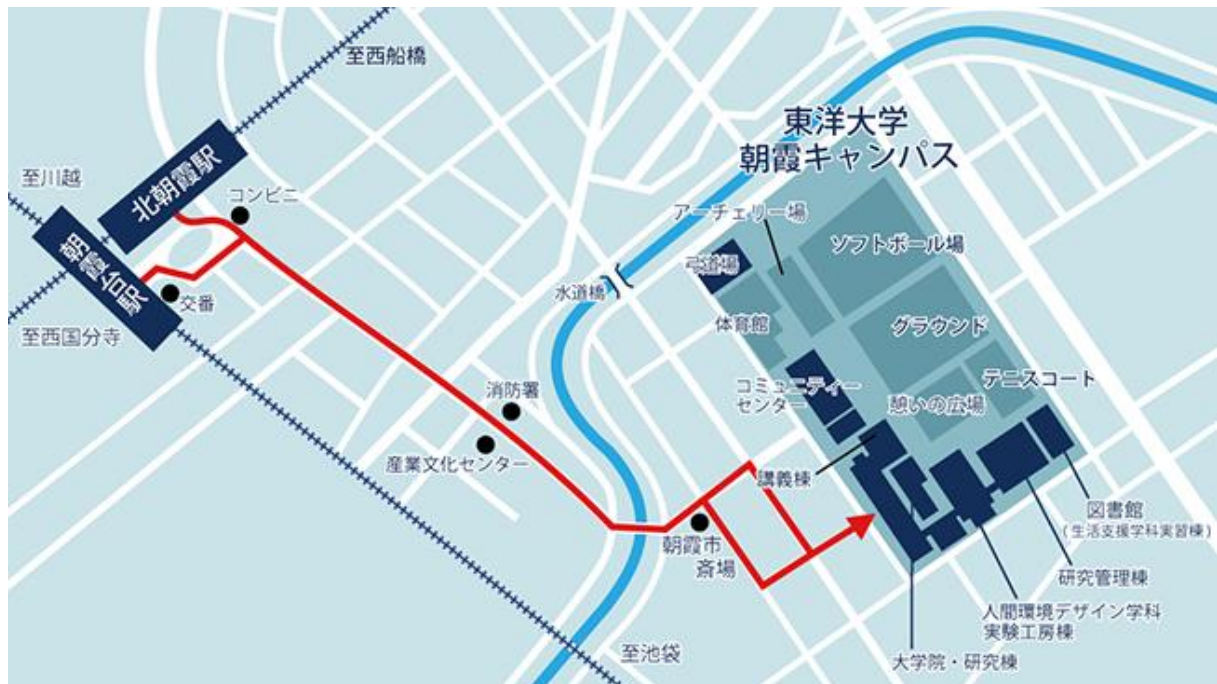 至西船橋
東洋大学
朝霞キャンパス
至川越
北朝霞駅
コンビニ
アーチェリー場
ソフトボール場
朝霞台駅
弓道場
交番
水道橋
至西国分寺
体育館
グラウンド
消防署
コミュニティー
センター
テニスコート
憩いの広場
産業文化センター
講義棟
図書館
(生活支援学科実習棟)
朝霞市
斎場
研究管理棟
人間環境デザイン学科
実験工房棟
至池袋
大学院・研究棟